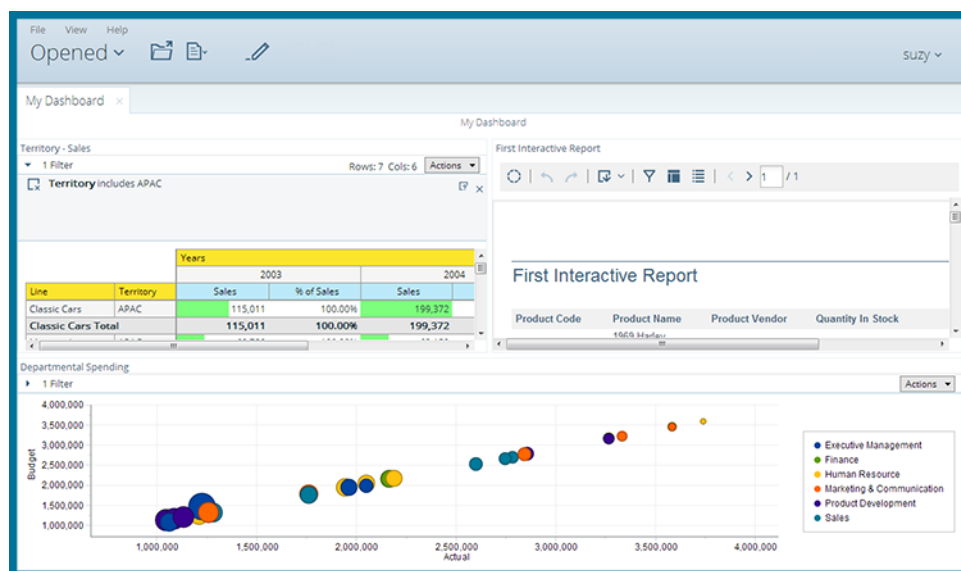 File View Help
Opened
suzy
My Dashboard
My Dashboard
Territory - Sales
1 Filter Rows: 7 Cols: 6 Actions
Territory includes APAC
Years
2003 2004
Line Territory Sales % of Sales Sales
Classic Cars APAC 115,011 100.00% 199,372
Classic Cars Total 115,011 100.00% 199,372
First Interactive Report
1 / 1
First Interactive Report
Product Code Product Name Product Vendor Quantity In Stock
1969 Harley
Departmental Spending
1 Filter Actions
4,000,000
3,500,000
3,000,000
2,500,000
2,000,000
1,500,000
1,000,000
Budget
1,000,000 1,500,000 2,000,000 2,500,000 3,000,000 3,500,000 4,000,000
Actual
Executive Management
Finance
Human Resource
Marketing & Communication
Product Development
Sales